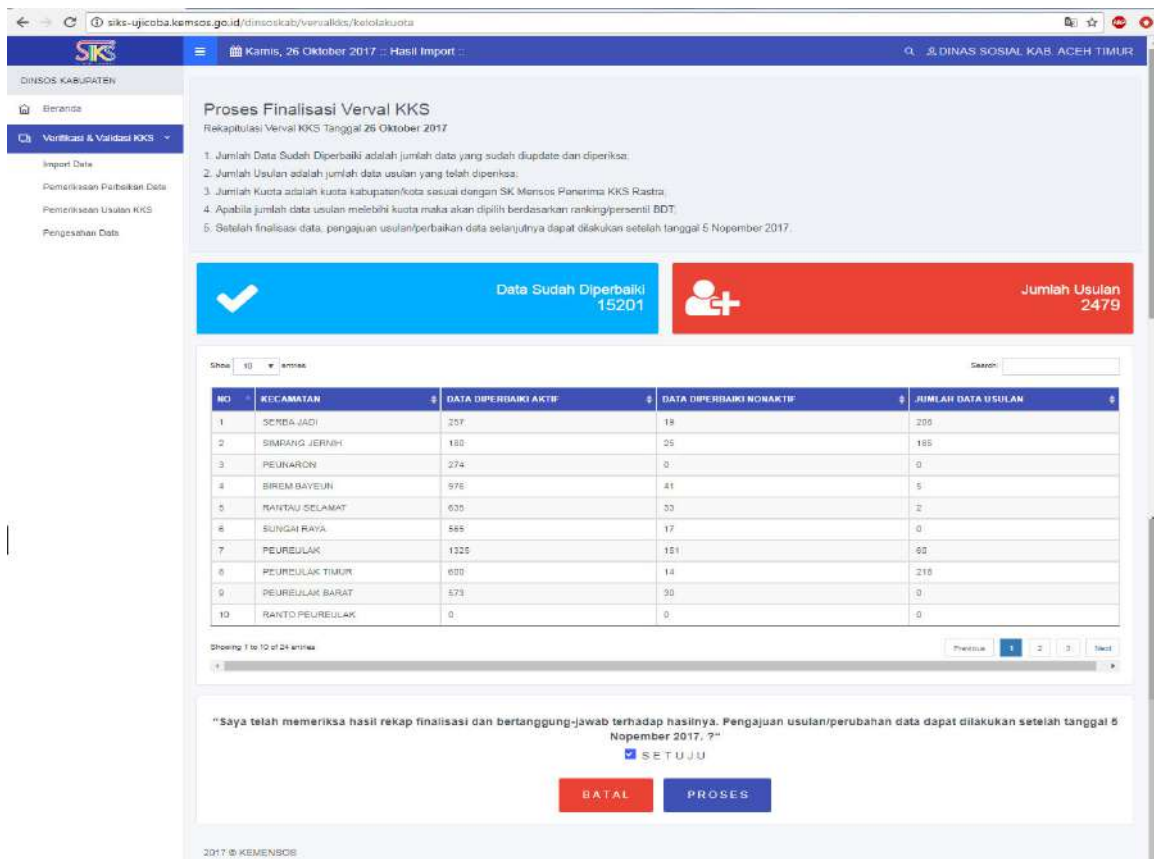 siks-ujicoba.kemsos.go.id/dinsoskab/vervalkks/kelolakuota
SIKS
Kamis, 26 Oktober 2017 :: Hasil Import ::
DINAS SOSIAL KAB. ACEH TIMUR
DINSOS KABUPATEN
Beranda
Verifikasi & Validasi KKS
Import Data
Pemeriksaan Perbaikan Data
Pemeriksaan Usulan KKS
Pengesahan Data
Proses Finalisasi Verval KKS
Rekapitulasi Verval KKS Tanggal 26 Oktober 2017
1. Jumlah Data Sudah Diperbaiki adalah jumlah data yang sudah diupdate dan diperiksa;
2. Jumlah Usulan adalah jumlah data usulan yang telah diperiksa;
3. Jumlah Kuota adalah kuota kabupaten/kota sesuai dengan SK Mensos Penerima KKS Rastra;
4. Apabila jumlah data usulan melebihi kuota maka akan dipilih berdasarkan ranking/persentil BDT;
5. Setelah finalisasi data, pengajuan usulan/perbaikan data selanjutnya dapat dilakukan setelah tanggal 5 Nopember 2017.
Data Sudah Diperbaiki
15201
Jumlah Usulan
2479
Show 10 entries
Search:
NO KECAMATAN DATA DIPERBAIKI AKTIF DATA DIPERBAIKI NONAKTIF JUMLAH DATA USULAN
1 SERBA JADI 257 19
2 SIMPANG JERNIH 180 25 185
3 PEUNARON 274 0 0
4 BIREM BAYEUN 976 41 5
5 RANTAU SELAMAT 635 33 2
6 SUNGAI RAYA 565 17 0
7 PEUREULAK 1325 151
8 PEUREULAK TIMUR 600 14
9 PEUREULAK BARAT 573 30 0
10 RANTO PEUREULAK 0 0 0
Showing 1 to 10 of 24 entries
Previous 1 2 3 Next
"Saya telah memeriksa hasil rekap finalisasi dan bertanggung-jawab terhadap hasilnya. Pengajuan usulan/perubahan data dapat dilakukan setelah tanggal 5
Nopember 2017. ?"
SETUJU
BATAL PROSES
2017 © KEMENSOS